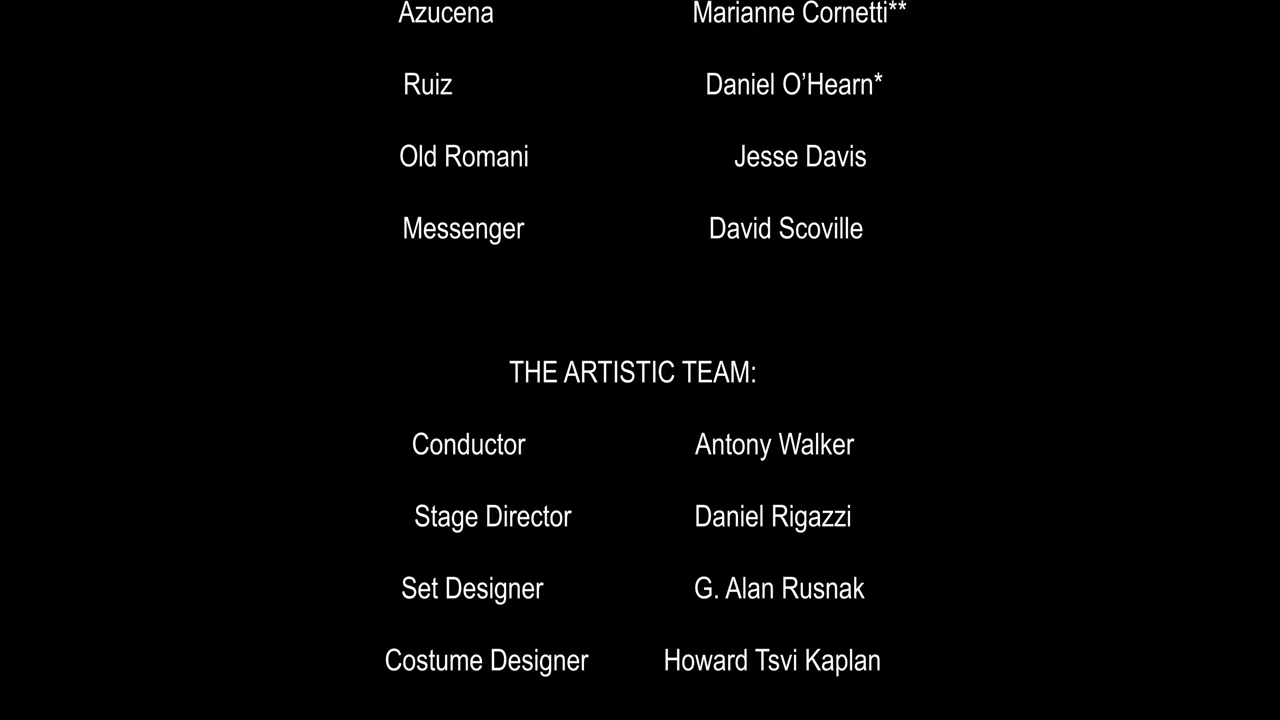 Azucena Marianne Cornetti**
Ruiz Daniel O’Hearn*
Old Romani Jesse Davis
Messenger David Scoville
THE ARTISTIC TEAM:
Conductor Antony Walker
Stage Director Daniel Rigazzi
Set Designer G. Alan Rusnak
Costume Designer Howard Tsvi Kaplan